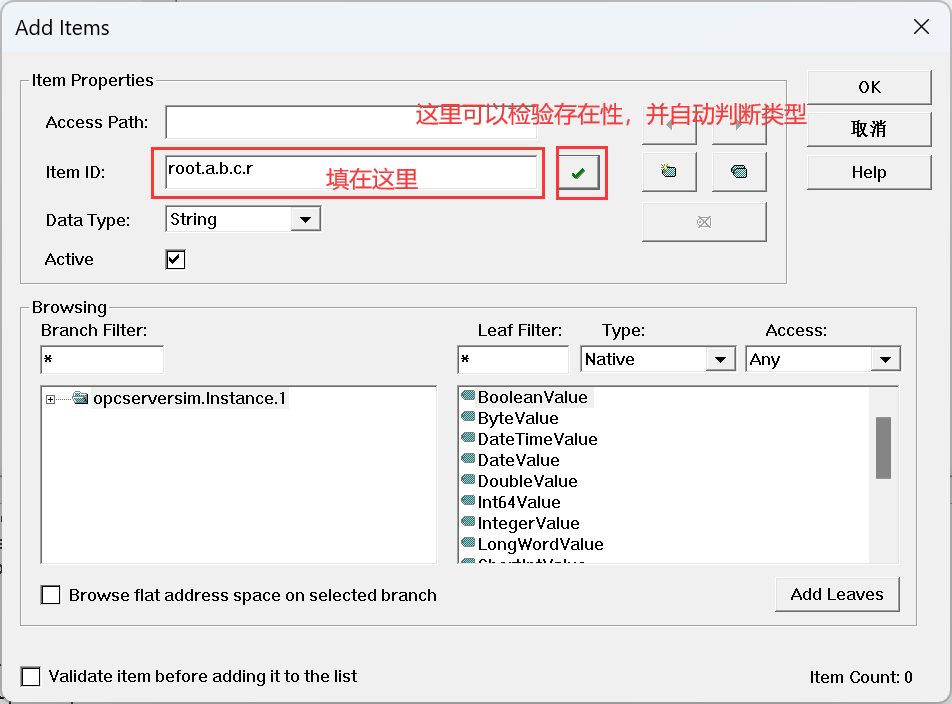 Add Items
Item Properties
Access Path:
这里可以检验存在性，并自动判断类型
OK
取消
Help
Item ID:
root.a.b.c.r
填在这里
Data Type:
String
Active
Browsing
Branch Filter:
*
Leaf Filter:
*
Type:
Native
Access:
Any
opcserversim.Instance.1
BooleanValue
ByteValue
DateTimeValue
DateValue
DoubleValue
Int64Value
IntegerValue
LongWordValue
Browse flat address space on selected branch
Add Leaves
Validate item before adding it to the list
Item Count: 0